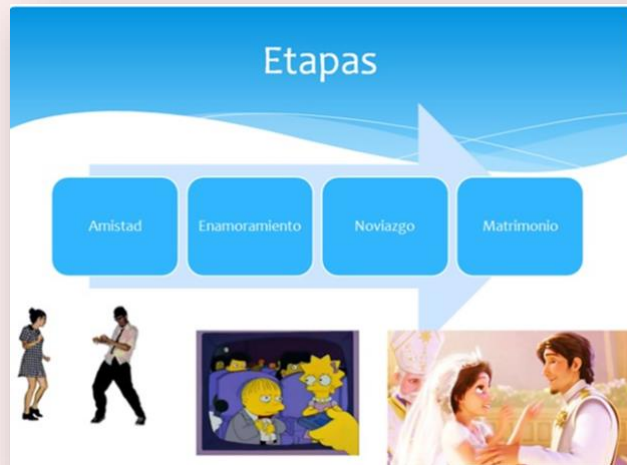 Etapas
Amistad
Enamoramiento
Noviazgo
Matrimonio